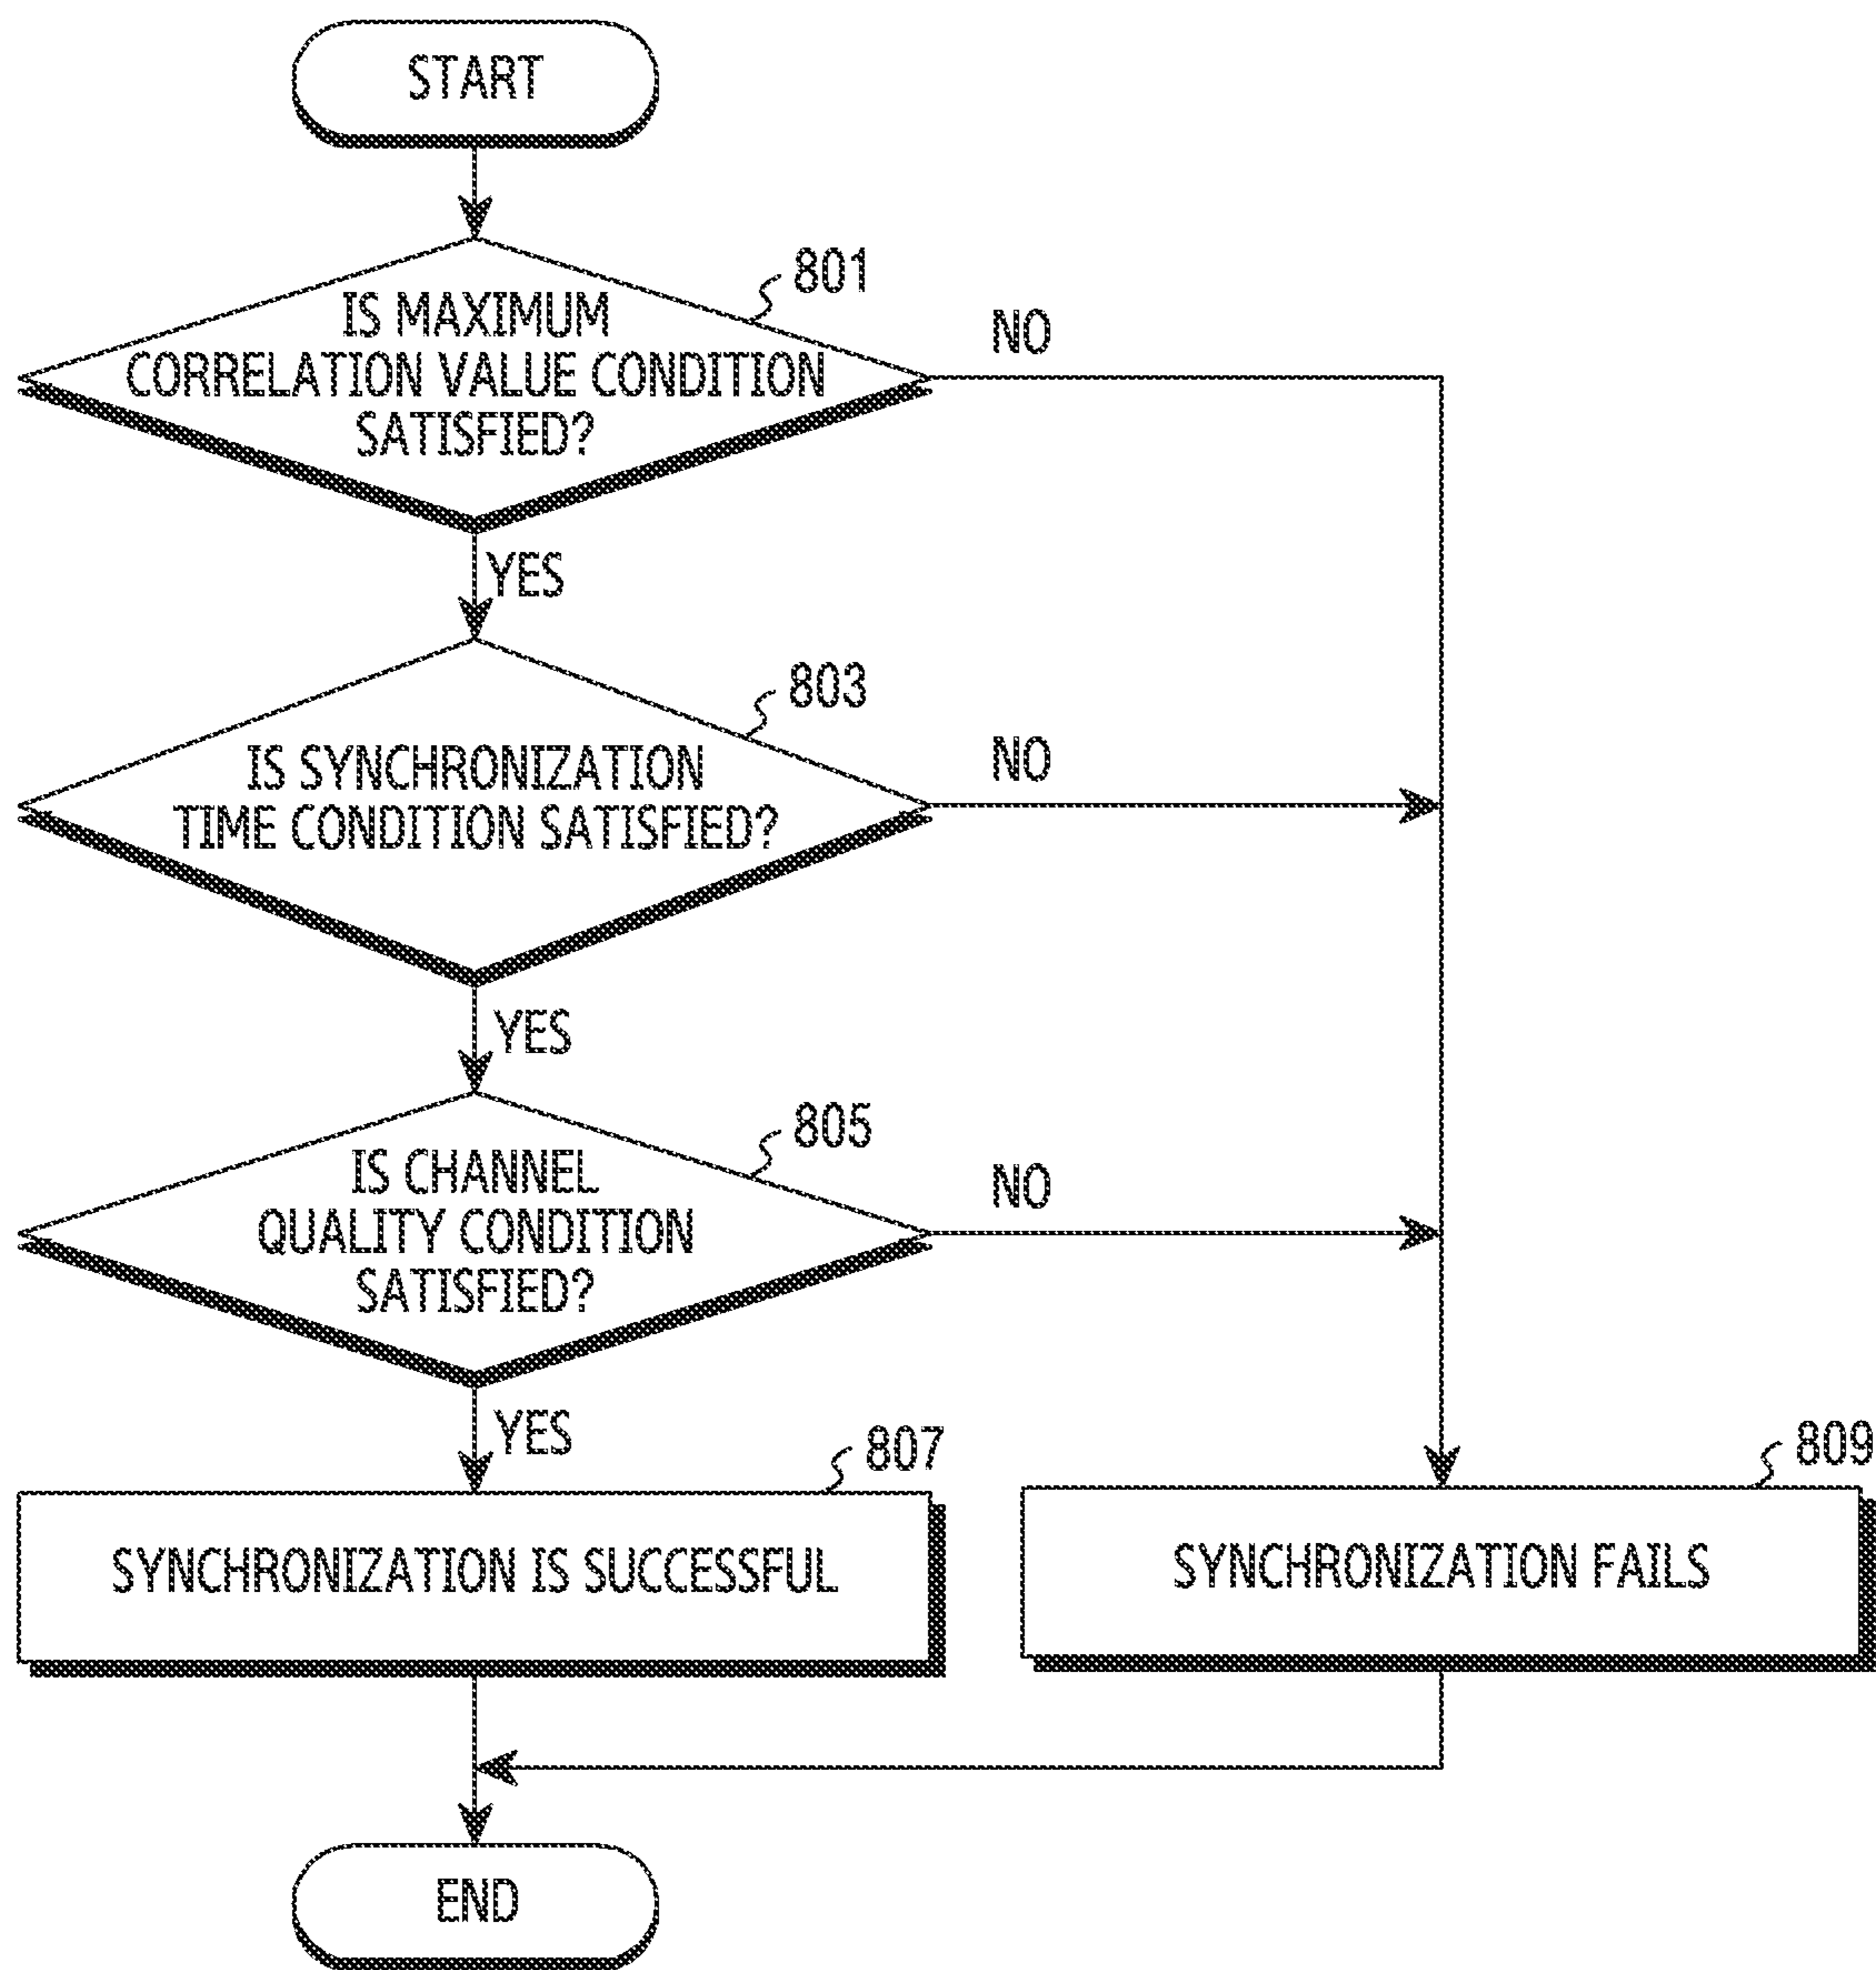 START
801
IS MAXIMUM
CORRELATION VALUE CONDITION
SATISFIED?
NO
YES
803
IS SYNCHRONIZATION
TIME CONDITION SATISFIED?
NO
YES
805
IS CHANNEL
QUALITY CONDITION
SATISFIED?
NO
YES
807
SYNCHRONIZATION IS SUCCESSFUL
809
SYNCHRONIZATION FAILS
END